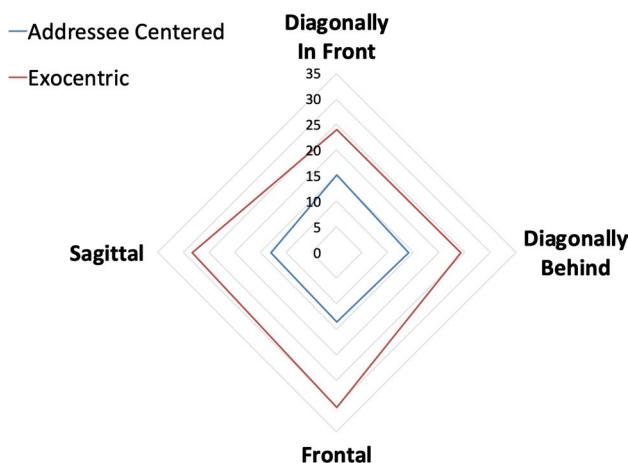 Addressee Centered
Exocentric
Diagonally
In Front
35
30
25
20
15
10
5
0
Sagittal
Diagonally
Behind
Frontal